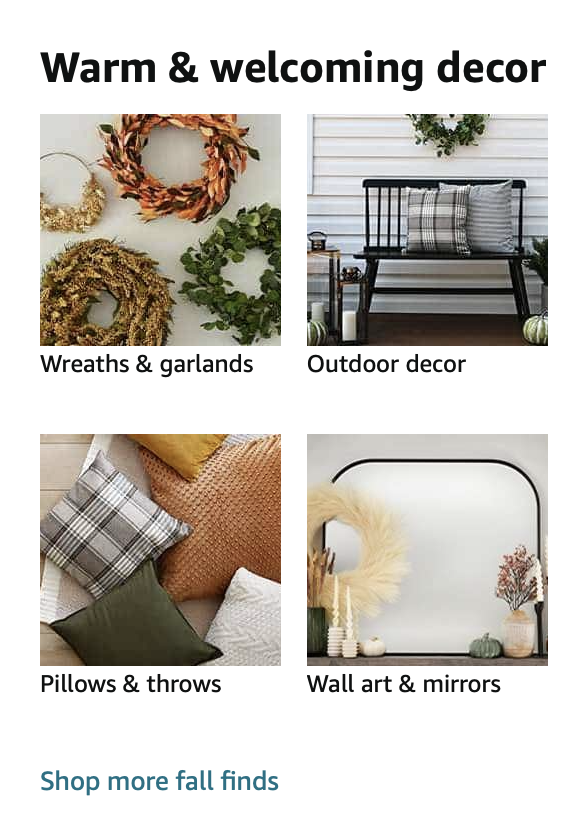 Warm & welcoming decor
Wreaths & garlands
Outdoor decor
Pillows & throws
Wall art & mirrors
Shop more fall finds